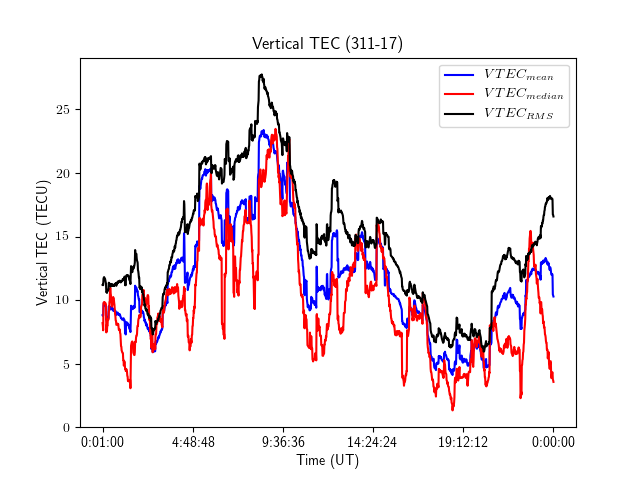 Vertical TEC (311-17)
VTEC_mean
VTEC_median
VTEC_RMS
Vertical TEC (TECU)
25
20
15
10
5
0
0:01:00 4:48:48 9:36:36 14:24:24 19:12:12 0:00:00
Time (UT)